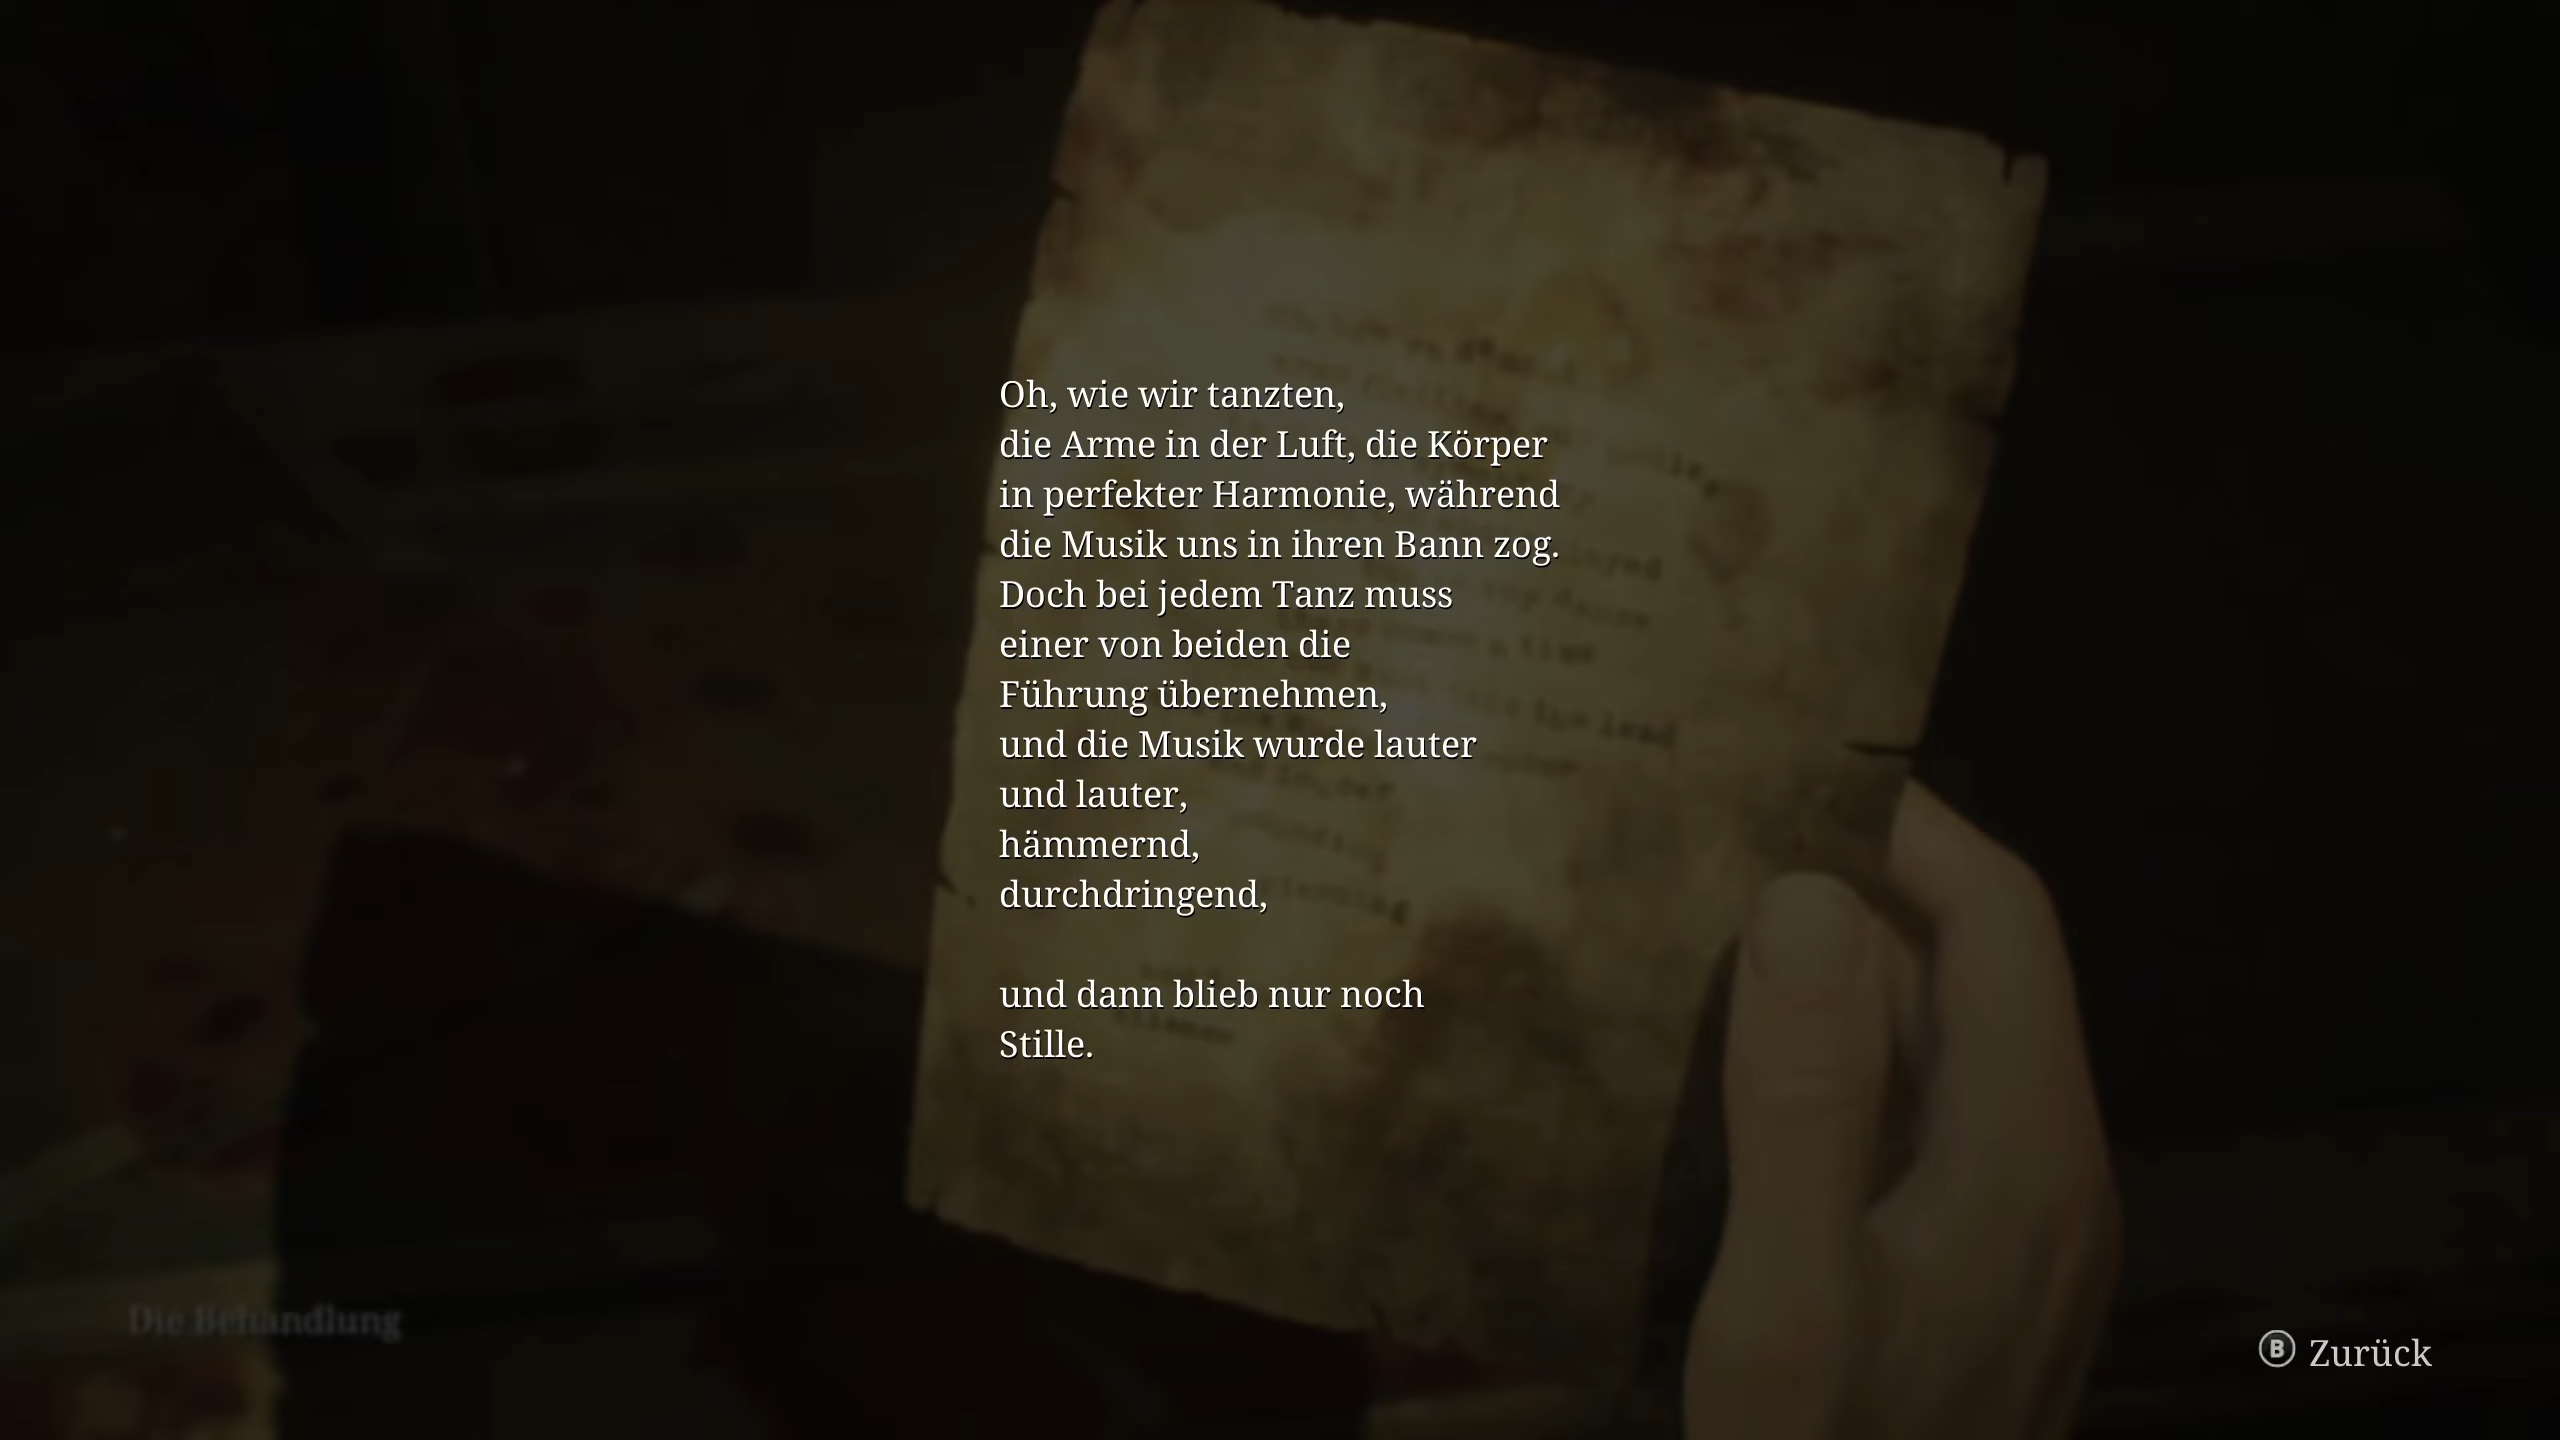 Oh, wie wir tanzten,
die Arme in der Luft, die Körper
in perfekter Harmonie, während
die Musik uns in ihren Bann zog.
Doch bei jedem Tanz muss
einer von beiden die
Führung übernehmen,
und die Musik wurde lauter
und lauter,
hämmernd,
durchdringend,
und dann blieb nur noch
Stille.
Die Behandlung
B Zurück